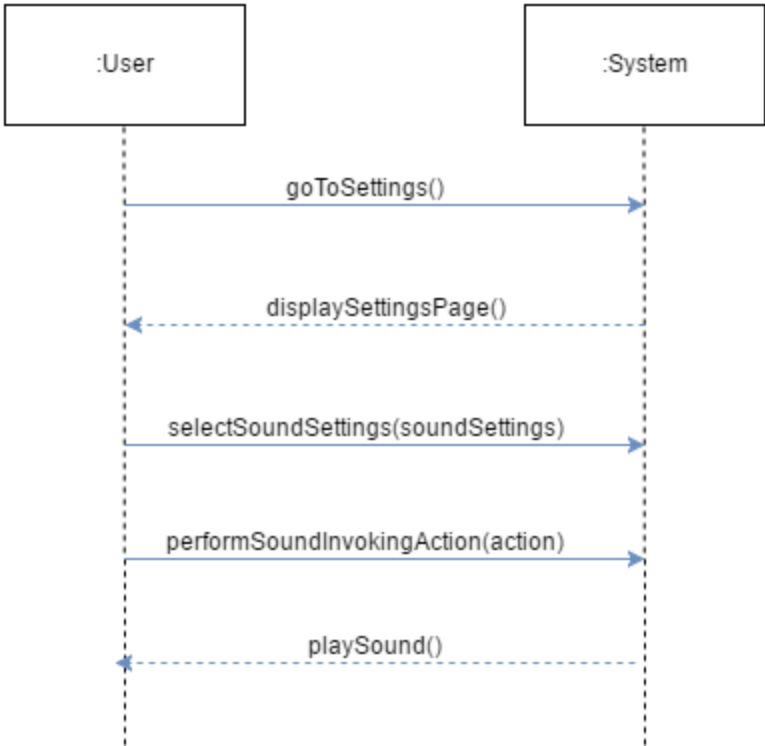 :User
:System
goToSettings()
displaySettingsPage()
selectSoundSettings(soundSettings)
performSoundInvokingAction(action)
playSound()